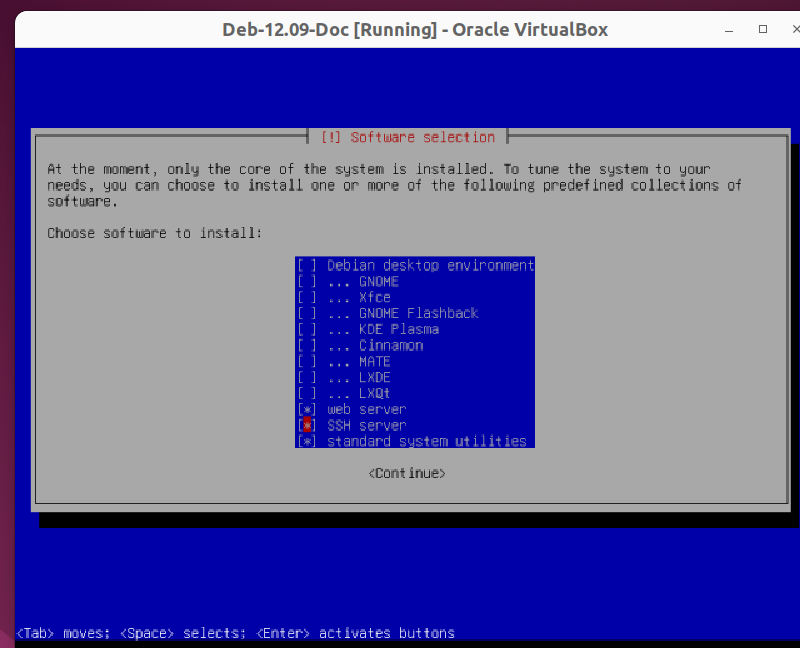 Deb-12.09-Doc [Running] - Oracle VirtualBox
[!] Software selection
At the moment, only the core of the system is installed. To tune the system to your
needs, you can choose to install one or more of the following predefined collections of
software.
Choose software to install:
[ ] Debian desktop environment
[ ] ... GNOME
[ ] ... Xfce
[ ] ... GNOME Flashback
[ ] ... KDE Plasma
[ ] ... Cinnamon
[ ] ... MATE
[ ] ... LXDE
[ ] ... LXQt
[*] web server
[*] SSH server
[*] standard system utilities
<Continue>
<Tab> moves; <Space> selects; <Enter> activates buttons